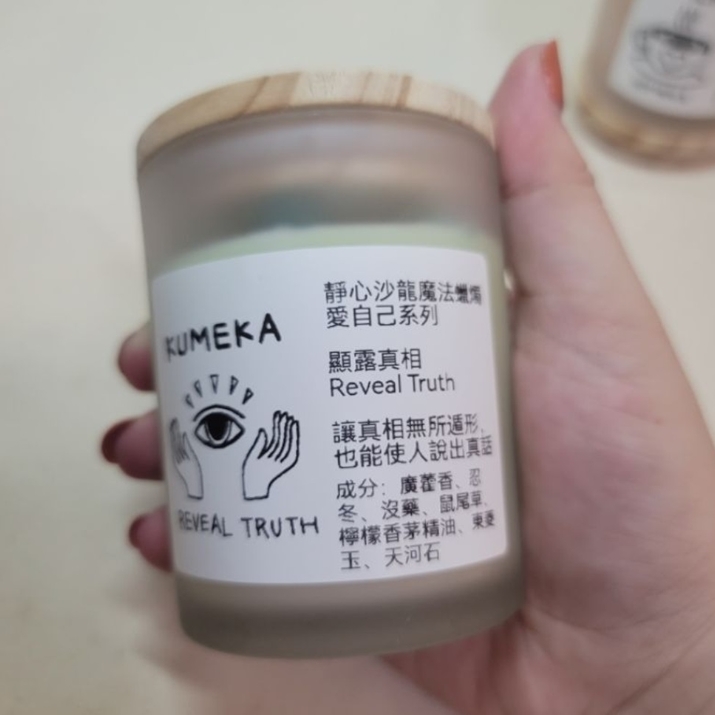 KUMEKA
REVEAL TRUTH
靜心沙龍魔法蠟燭
愛自己系列
顯露真相
Reveal Truth
讓真相無所遁形,
也能使人說出真話
成分: 廣藿香、忍
冬、沒藥、鼠尾草、
檸檬香茅精油、東菱
玉、天河石